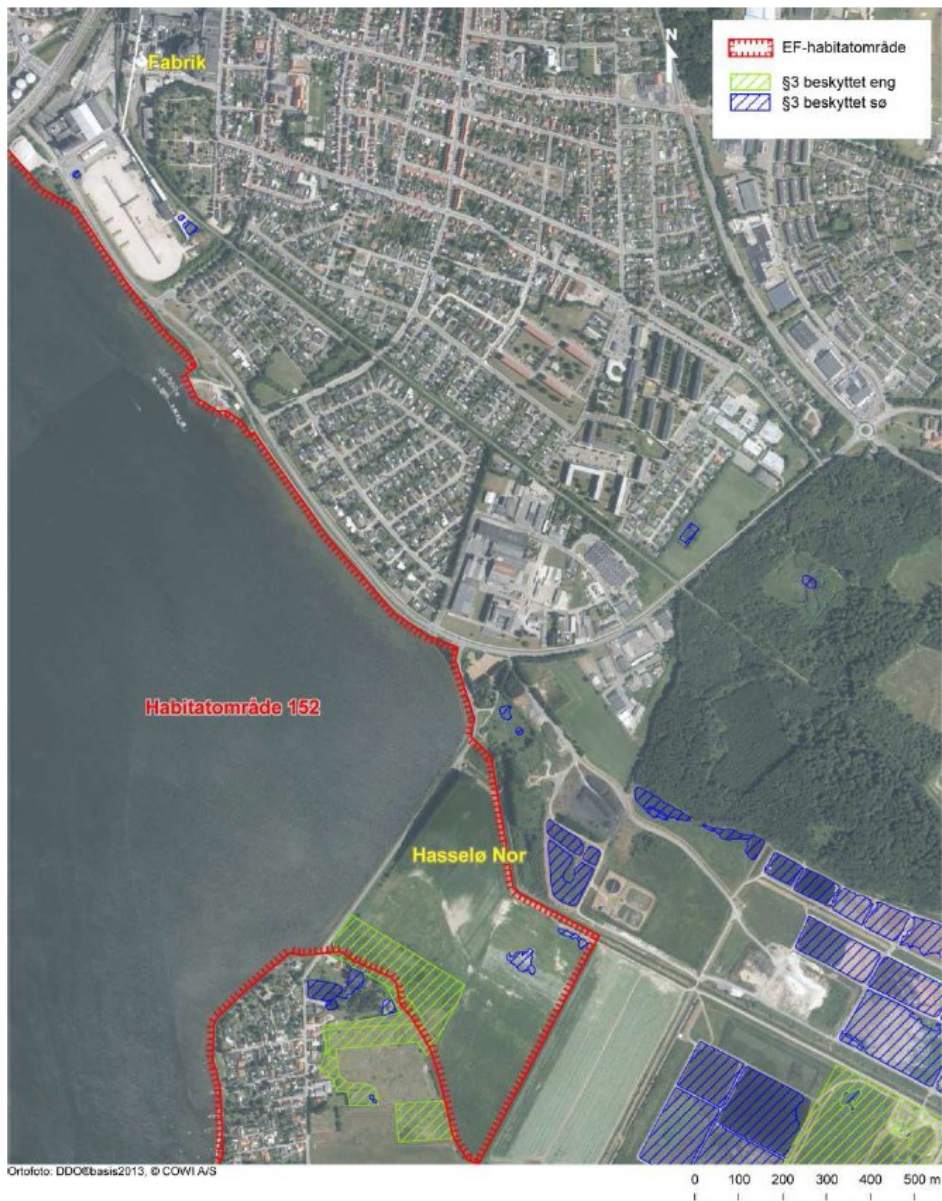 EF-habitatområde
§3 beskyttet eng
§3 beskyttet sø
N
Fabrik
Habitatområde 152
Hasselø Nor
Ortofoto: DDO®basis2013, © COWI A/S
0 100 200 300 400 500 m